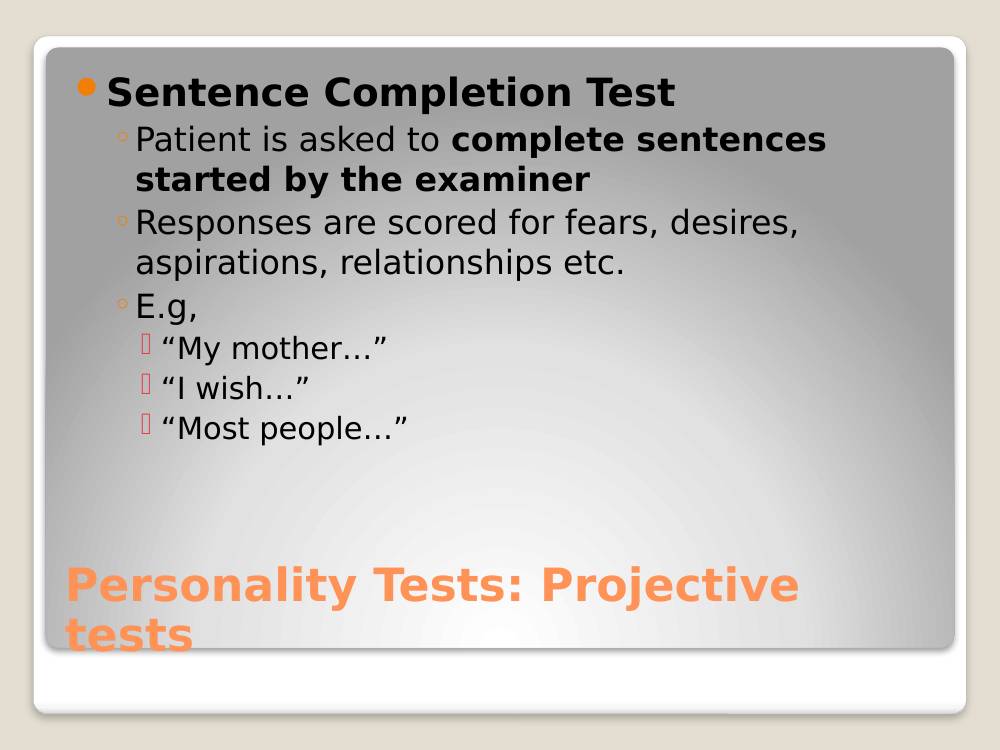 Sentence Completion Test
Patient is asked to complete sentences
started by the examiner
Responses are scored for fears, desires,
aspirations, relationships etc.
E.g,
“My mother…”
“I wish…”
“Most people…”
Personality Tests: Projective
tests